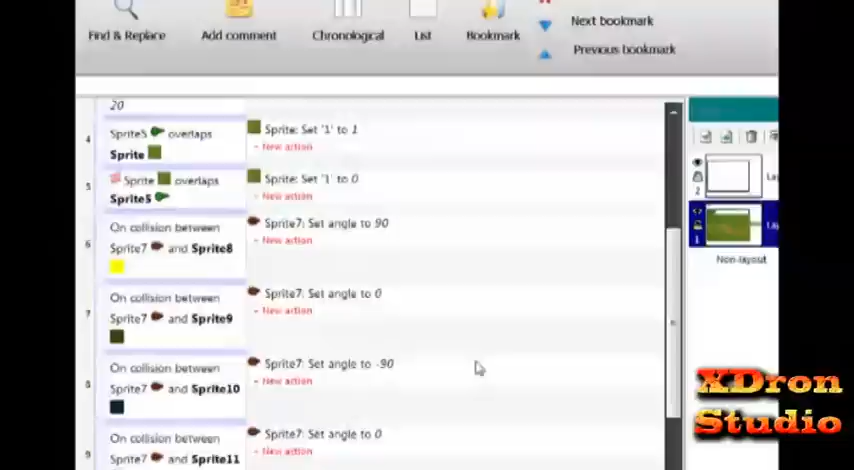 Find & Replace
Add comment
Chronological
List
Bookmark
Next bookmark
Previous bookmark
20
4
Sprite5 overlaps
Sprite
Sprite: Set '1' to 1
+ New action
5
Sprite overlaps
Sprite5
Sprite: Set '1' to 0
+ New action
6
On collision between
Sprite7 and Sprite8
Sprite7: Set angle to 90
+ New action
7
On collision between
Sprite7 and Sprite9
Sprite7: Set angle to 0
+ New action
8
On collision between
Sprite7 and Sprite10
Sprite7: Set angle to -90
+ New action
9
On collision between
Sprite7 and Sprite11
Sprite7: Set angle to 0
+ New action
2
1
Non-layout
XDron
Studio